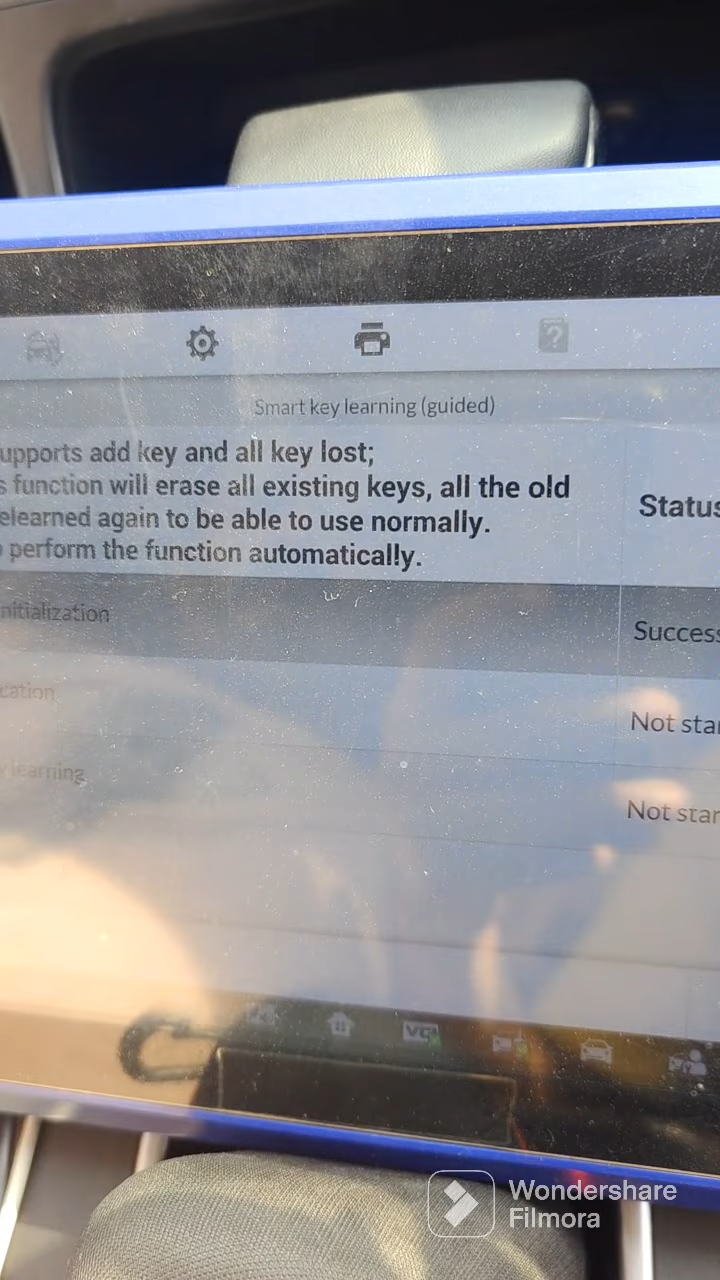 Smart key learning (guided)
upports add key and all key lost;
s function will erase all existing keys, all the old
elearned again to be able to use normally.
perform the function automatically.
Status
nitialization
Success
cation
Not star
learning
Not star
VCI
Wondershare
Filmora